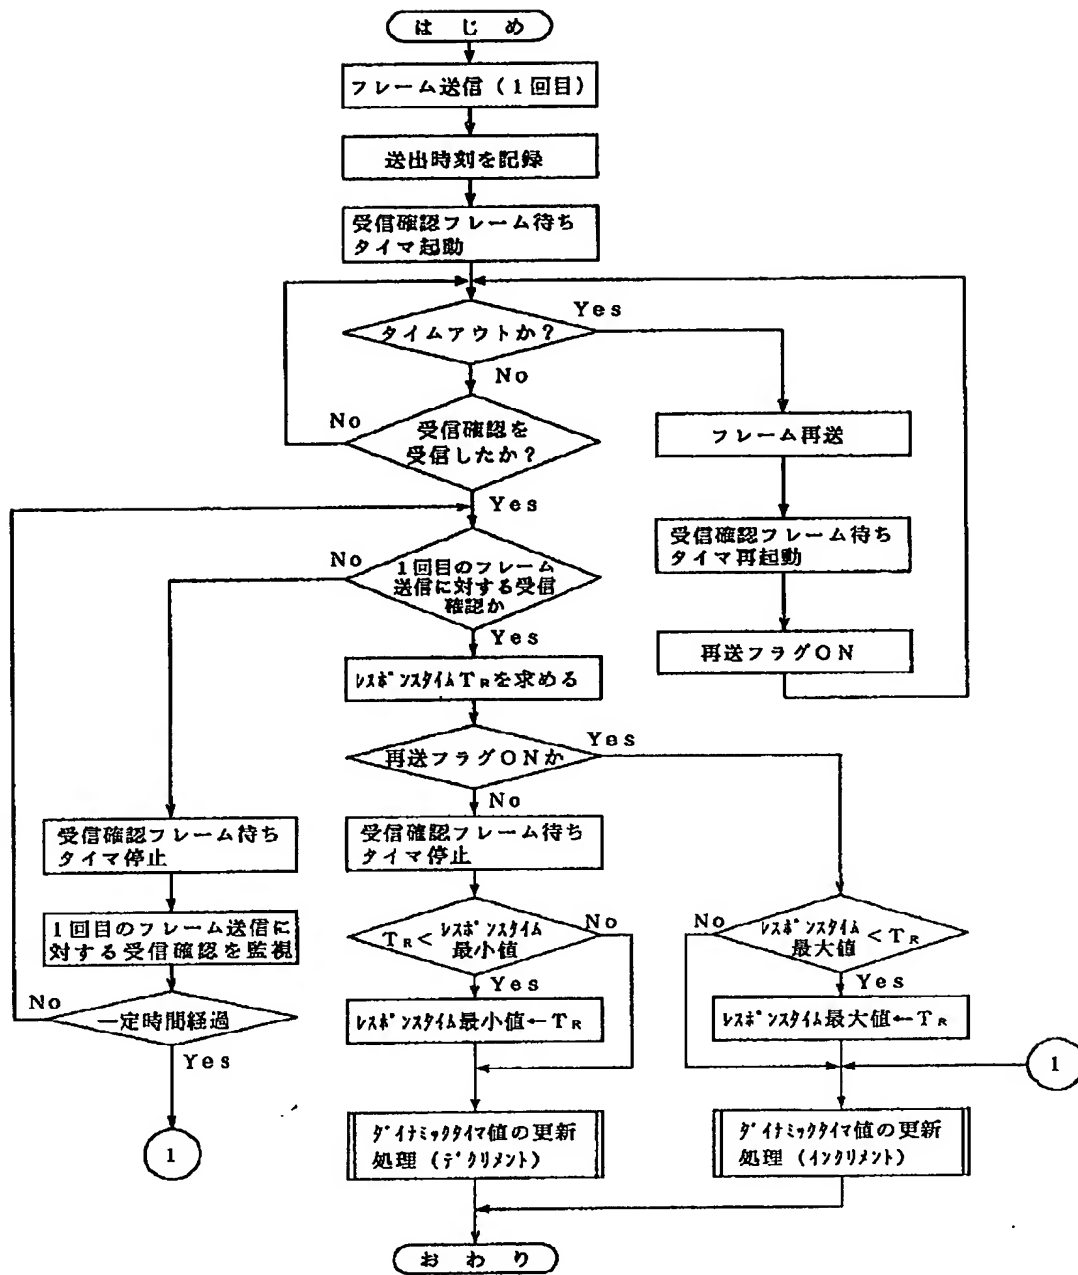 はじめ
フレーム送信（1回目）
送出時刻を記録
受信確認フレーム待ち
タイマ起動
タイムアウトか？
Yes
No
受信確認を
受信したか？
No
Yes
フレーム再送
受信確認フレーム待ち
タイマ再起動
再送フラグON
1回目のフレーム
送信に対する受信
確認か
No
Yes
ﾚｽﾎﾟﾝｽﾀｲﾑTRを求める
再送フラグONか
Yes
No
受信確認フレーム待ち
タイマ停止
受信確認フレーム待ち
タイマ停止
1回目のフレーム送信に
対する受信確認を監視
No
一定時間経過
Yes
1
TR＜ﾚｽﾎﾟﾝｽﾀｲﾑ
最小値
No
Yes
ﾚｽﾎﾟﾝｽﾀｲﾑ最小値←TR
No
ﾚｽﾎﾟﾝｽﾀｲﾑ
最大値＜TR
Yes
ﾚｽﾎﾟﾝｽﾀｲﾑ最大値←TR
1
ﾀﾞｲﾅﾐｯｸﾀｲﾏ値の更新
処理（ﾃﾞｸﾘﾒﾝﾄ）
ﾀﾞｲﾅﾐｯｸﾀｲﾏ値の更新
処理（ｲﾝｸﾘﾒﾝﾄ）
おわり